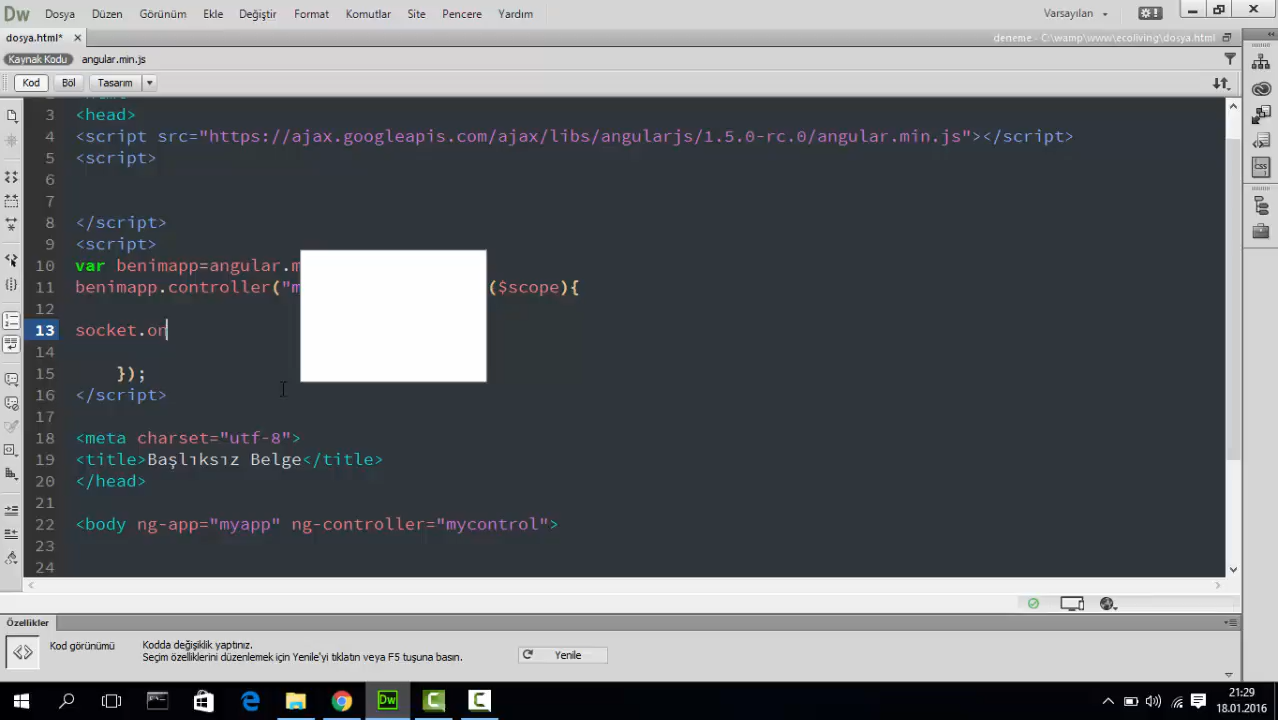 Dw Dosya Düzen Görünüm Ekle Değiştir Format Komutlar Site Pencere Yardım Varsayılan
dosya.html* deneme - C:\wamp\www\ecoliving\dosya.html
Kaynak Kodu angular.min.js
Kod Böl Tasarım
3 <head>
4 <script src="https://ajax.googleapis.com/ajax/libs/angularjs/1.5.0-rc.0/angular.min.js"></script>
5 <script>
6
7
8 </script>
9 <script>
10 var benimapp=angular.m
11 benimapp.controller("m ($scope){
12
13 socket.on
14
15 });
16 </script>
17
18 <meta charset="utf-8">
19 <title>Başlıksız Belge</title>
20 </head>
21
22 <body ng-app="myapp" ng-controller="mycontrol">
23
24
Özellikler
Kod görünümü Kodda değişiklik yaptınız.
Seçim özelliklerini düzenlemek için Yenile'yi tıklatın veya F5 tuşuna basın. Yenile
21:29
18.01.2016